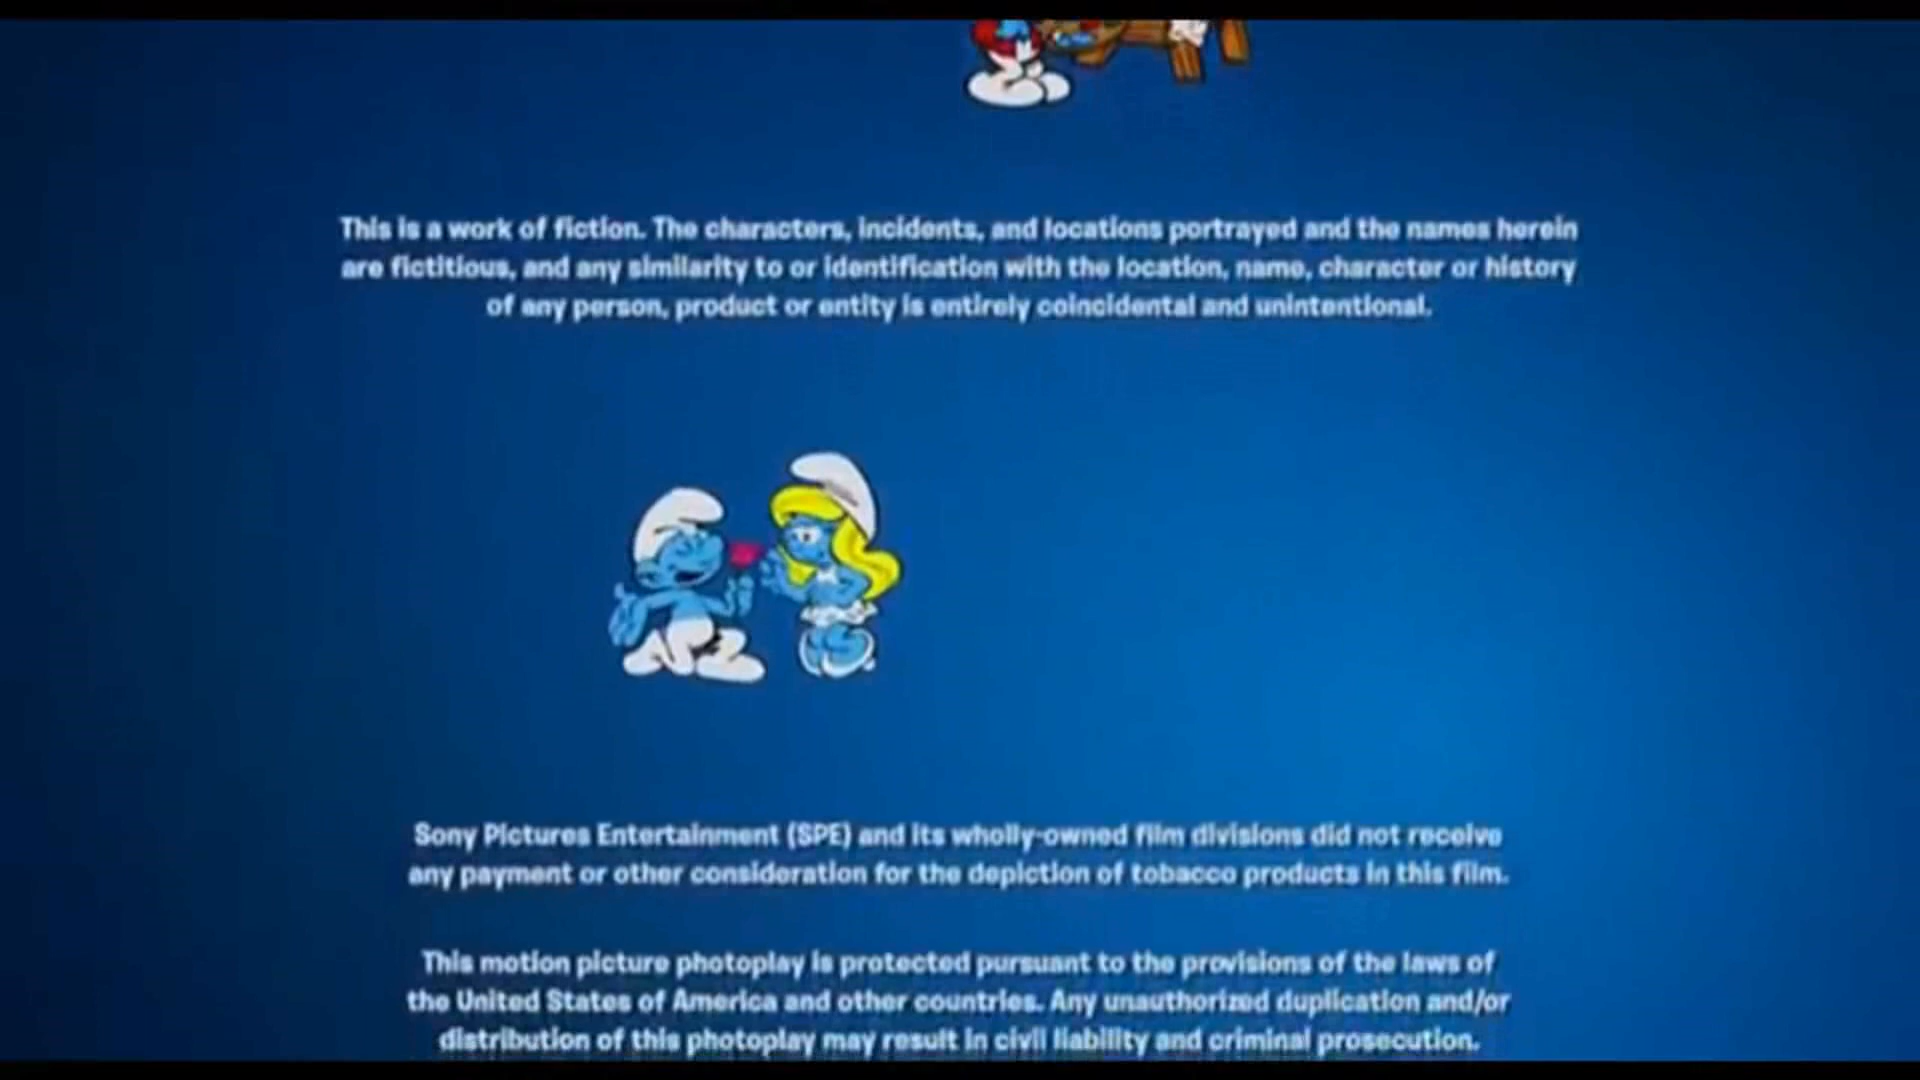 This is a work of fiction. The characters, incidents, and locations portrayed and the names herein
are fictitious, and any similarity to or identification with the location, name, character or history
of any person, product or entity is entirely coincidental and unintentional.
Sony Pictures Entertainment (SPE) and its wholly-owned film divisions did not receive
any payment or other consideration for the depiction of tobacco products in this film.
This motion picture photoplay is protected pursuant to the provisions of the laws of
the United States of America and other countries. Any unauthorized duplication and/or
distribution of this photoplay may result in civil liability and criminal prosecution.